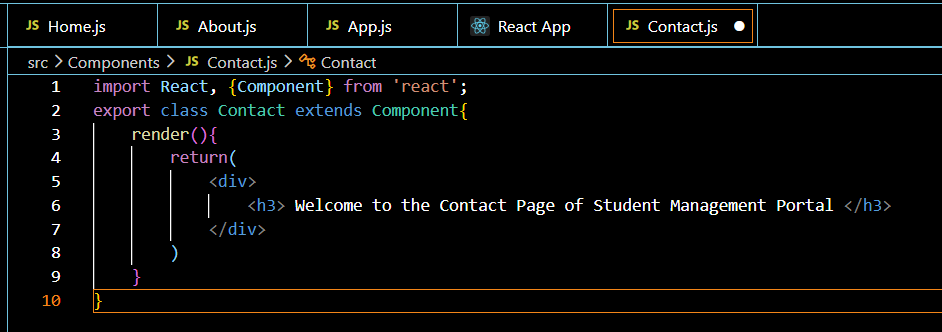 JS Home.js JS About.js JS App.js React App JS Contact.js
src > Components > JS Contact.js > Contact
1 import React, {Component} from 'react';
2 export class Contact extends Component{
3 render(){
4 return(
5 <div>
6 <h3> Welcome to the Contact Page of Student Management Portal </h3>
7 </div>
8 )
9 }
10 }